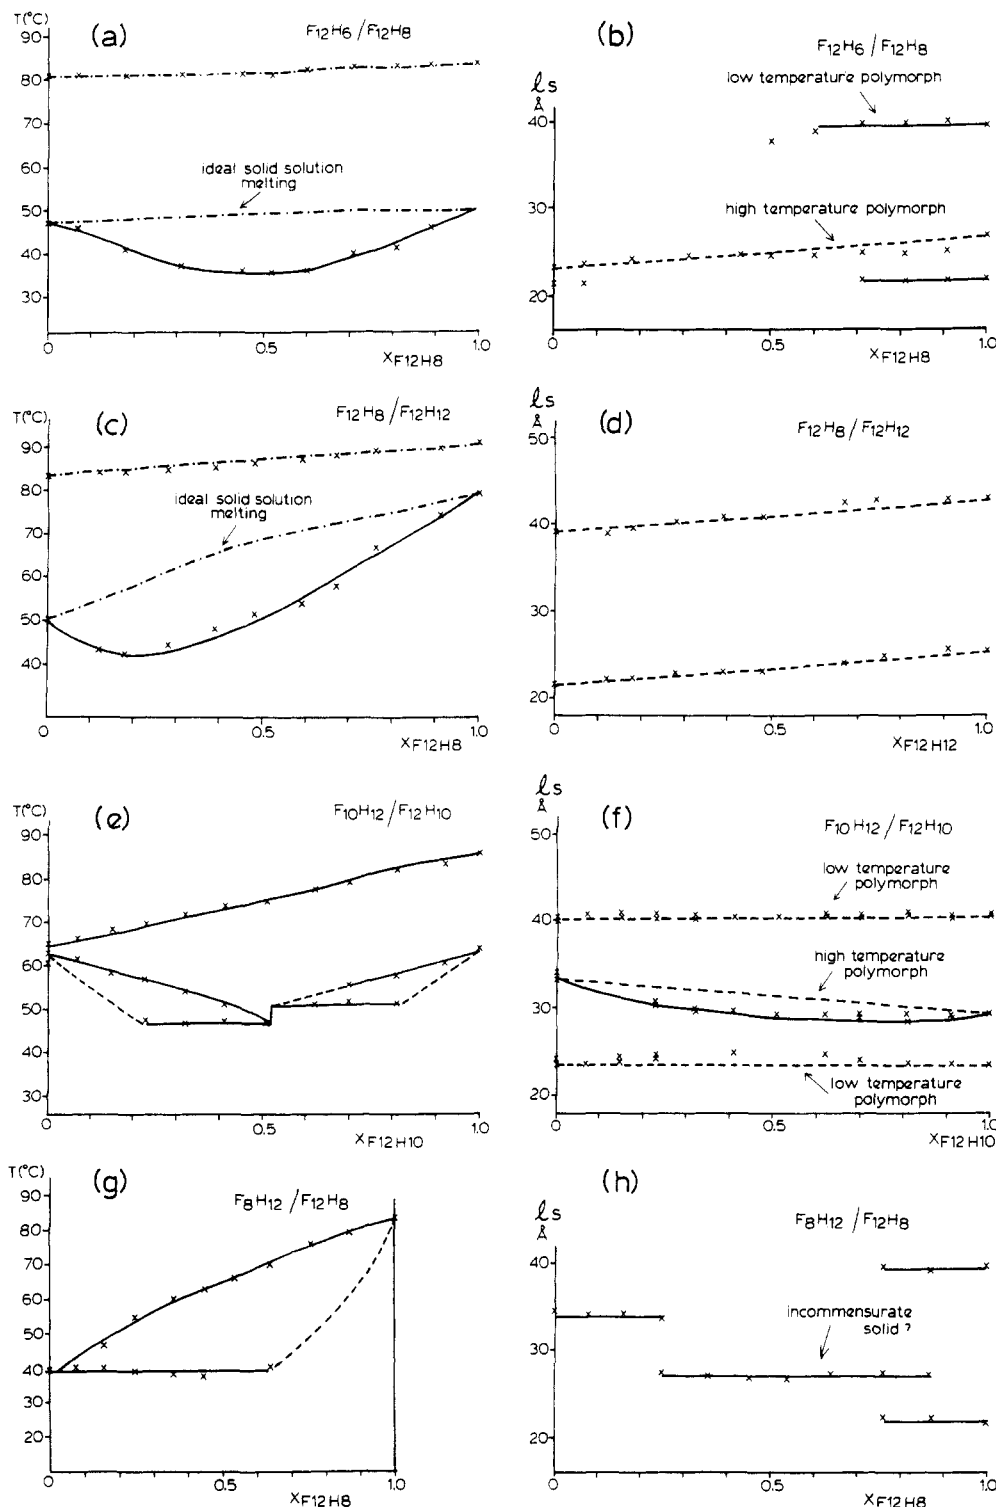 T(°C)
(a)
F12H6/F12H8
90
80
70
60
50
40
30
ideal solid solution
melting
0
0.5
1.0
XF12H8
(b)
F12H6/F12H8
ℓs
Å
low temperature polymorph
40
30
20
high temperature polymorph
0
0.5
1.0
XF12H8
T(°C)
(c)
F12H8/F12H12
90
80
70
60
50
40
ideal solid solution
melting
0
0.5
1.0
XF12H8
ℓs
Å
(d)
F12H8/F12H12
50
40
30
20
0
0.5
1.0
XF12H12
T(°C)
(e)
F10H12/F12H10
90
80
70
60
50
40
30
0
0.5
1.0
XF12H10
ℓs
Å
(f)
F10H12/F12H10
50
40
30
20
low temperature
polymorph
high temperature
polymorph
low temperature
polymorph
0
0.5
1.0
XF12H10
T(°C)
(g)
F8H12/F12H8
90
80
70
60
50
40
30
20
0
0.5
1.0
XF12H8
(h)
F8H12/F12H8
ℓs
Å
40
30
20
incommensurate
solid ?
0
0.5
1.0
XF12H8